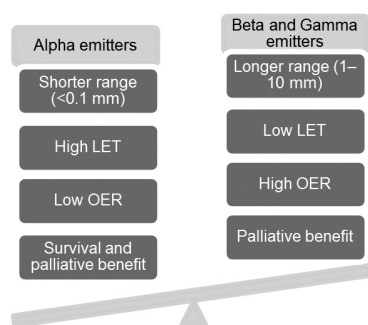 Alpha emitters
Shorter range
(<0.1 mm)
High LET
Low OER
Survival and
palliative benefit
Beta and Gamma
emitters
Longer range (1–
10 mm)
Low LET
High OER
Palliative benefit